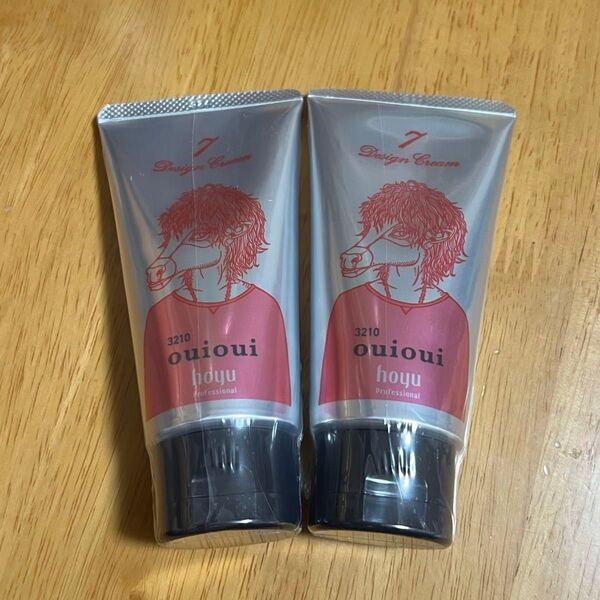 7
Design Cream
3210
ouioui
hoyu
Professional
7
Design Cream
3210
ouioui
hoyu
Professional